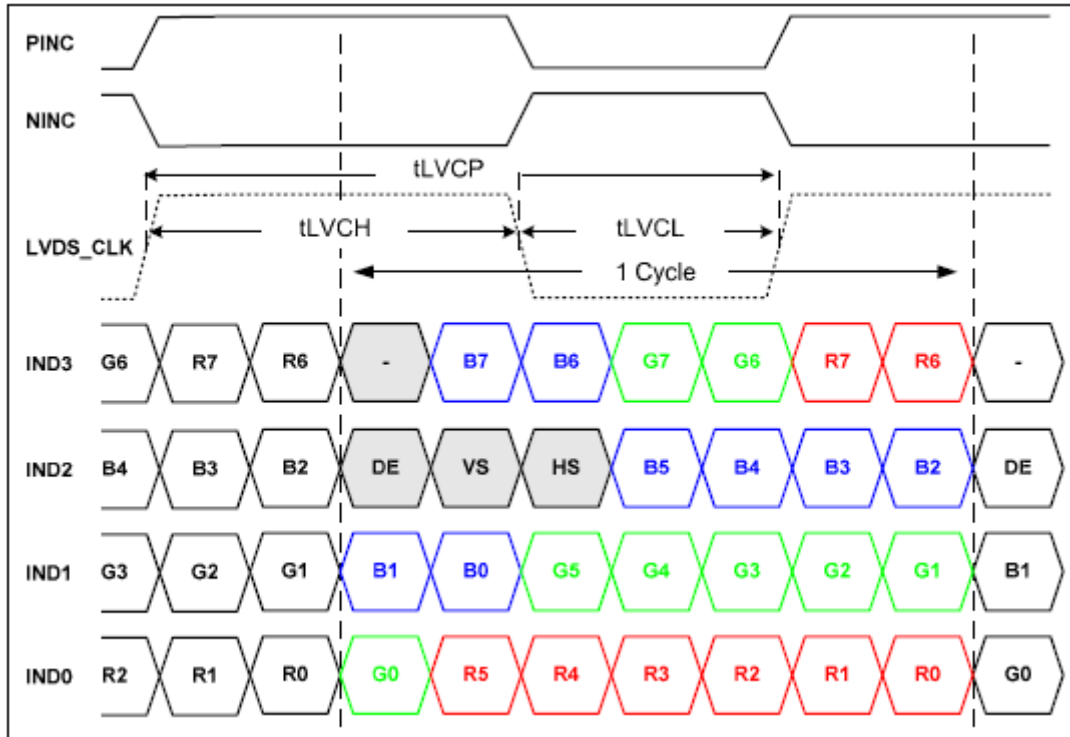 PINC
NINC
tLVCP
tLVCH tLVCL
LVDS_CLK
1 Cycle
IND3 G6 R7 R6 - B7 B6 G7 G6 R7 R6 -
IND2 B4 B3 B2 DE VS HS B5 B4 B3 B2 DE
IND1 G3 G2 G1 B1 B0 G5 G4 G3 G2 G1 B1
IND0 R2 R1 R0 G0 R5 R4 R3 R2 R1 R0 G0